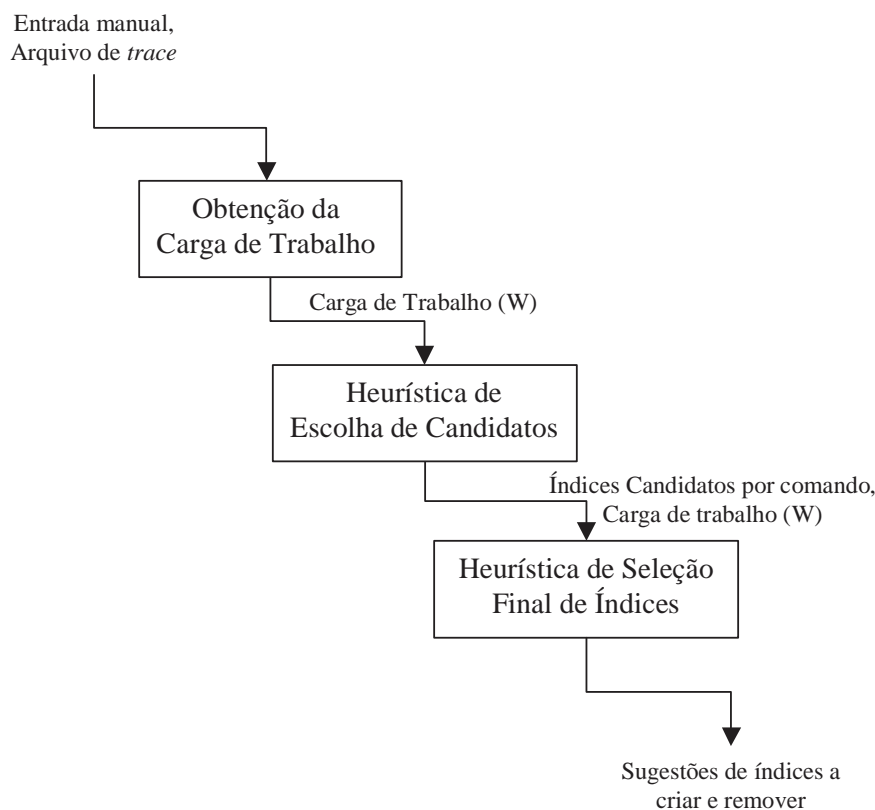 Entrada manual,
Arquivo de trace
Obtenção da
Carga de Trabalho
Carga de Trabalho (W)
Heurística de
Escolha de Candidatos
Índices Candidatos por comando,
Carga de trabalho (W)
Heurística de Seleção
Final de Índices
Sugestões de índices a
criar e remover